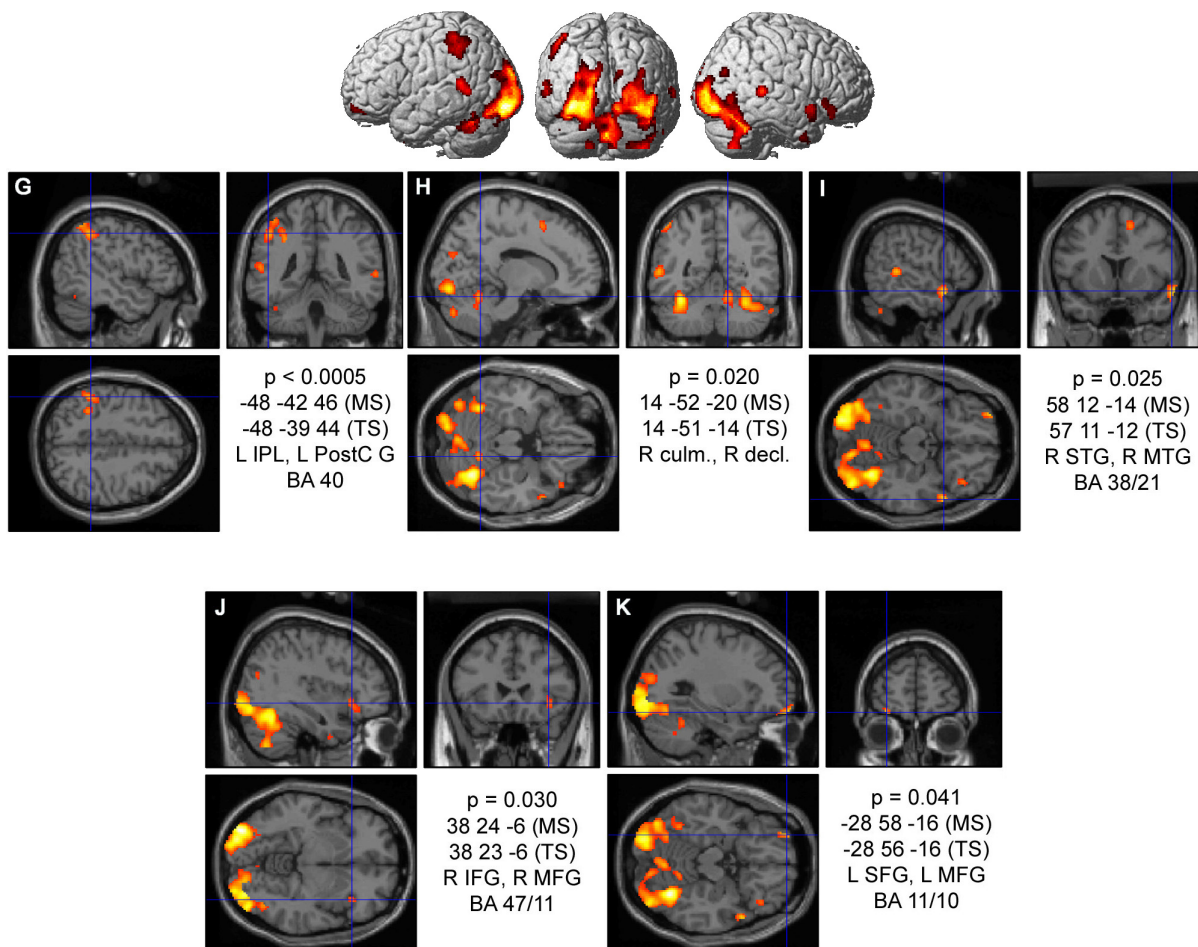 G
p < 0.0005
-48 -42 46 (MS)
-48 -39 44 (TS)
L IPL, L PostC G
BA 40
H
p = 0.020
14 -52 -20 (MS)
14 -51 -14 (TS)
R culm., R decl.
I
p = 0.025
58 12 -14 (MS)
57 11 -12 (TS)
R STG, R MTG
BA 38/21
J
p = 0.030
38 24 -6 (MS)
38 23 -6 (TS)
R IFG, R MFG
BA 47/11
K
p = 0.041
-28 58 -16 (MS)
-28 56 -16 (TS)
L SFG, L MFG
BA 11/10